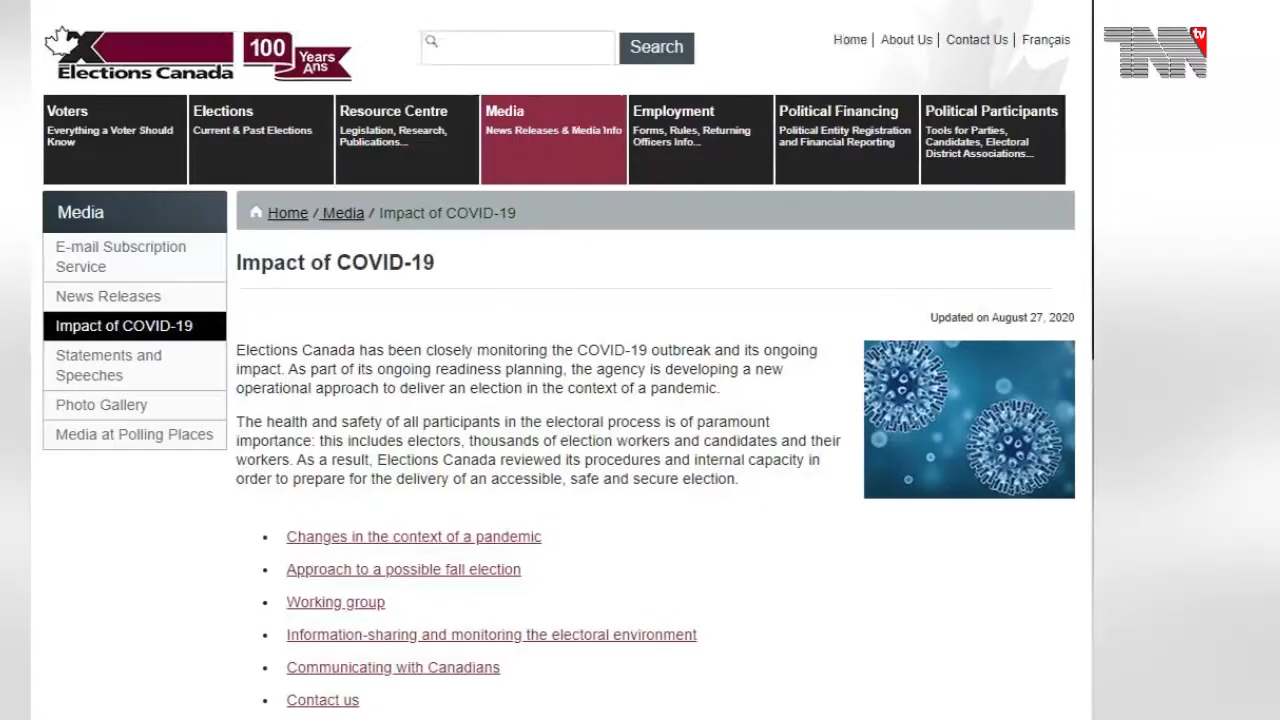 Elections Canada
100 Years
Ans
Search
Home | About Us | Contact Us | Français
TNN tv
Voters
Everything a Voter Should
Know
Elections
Current & Past Elections
Resource Centre
Legislation, Research,
Publications...
Media
News Releases & Media Info
Employment
Forms, Rules, Returning
Officers Info...
Political Financing
Political Entity Registration
and Financial Reporting
Political Participants
Tools for Parties,
Candidates, Electoral
District Associations...
Media
E-mail Subscription
Service
News Releases
Impact of COVID-19
Statements and
Speeches
Photo Gallery
Media at Polling Places
Home / Media / Impact of COVID-19
Impact of COVID-19
Updated on August 27, 2020
Elections Canada has been closely monitoring the COVID-19 outbreak and its ongoing
impact. As part of its ongoing readiness planning, the agency is developing a new
operational approach to deliver an election in the context of a pandemic.
The health and safety of all participants in the electoral process is of paramount
importance: this includes electors, thousands of election workers and candidates and their
workers. As a result, Elections Canada reviewed its procedures and internal capacity in
order to prepare for the delivery of an accessible, safe and secure election.
• Changes in the context of a pandemic
• Approach to a possible fall election
• Working group
• Information-sharing and monitoring the electoral environment
• Communicating with Canadians
• Contact us